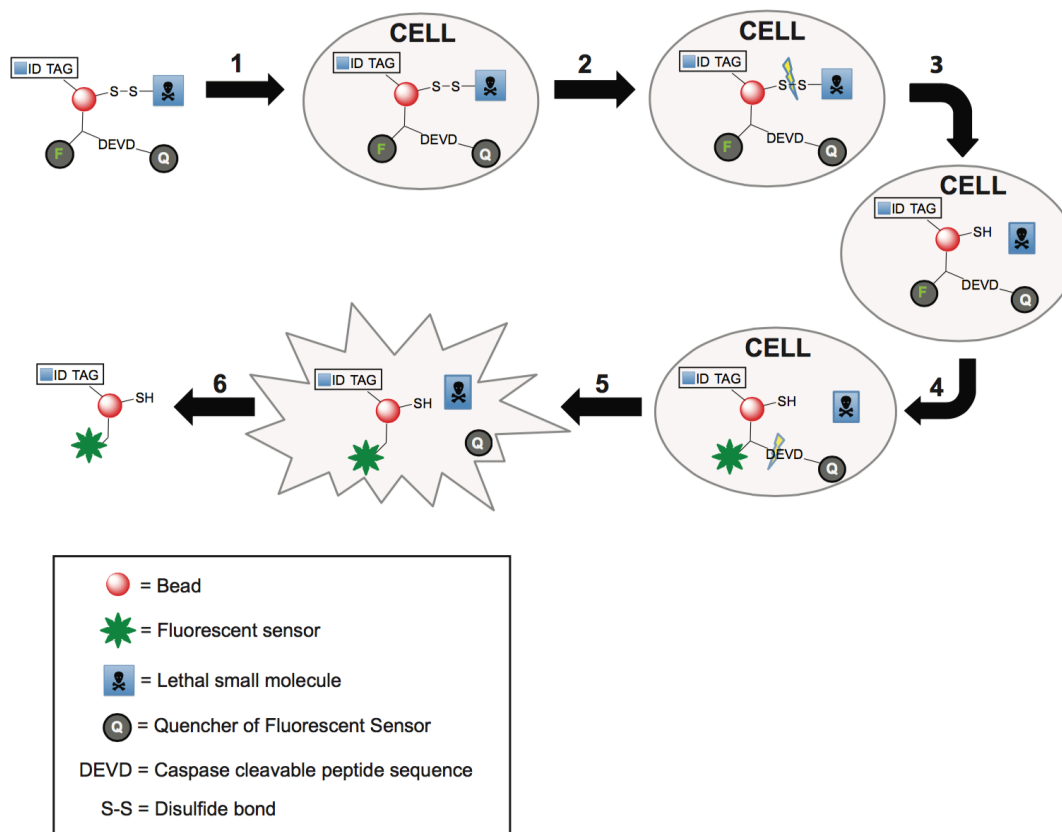 CELL
CELL
1
2
3
ID TAG
S-S
F
DEVD
Q
ID TAG
S-S
F
DEVD
Q
ID TAG
S-S
F
DEVD
Q
CELL
ID TAG
SH
F
DEVD
Q
6
5
CELL
4
ID TAG
SH
ID TAG
SH
Q
ID TAG
SH
DEVD
Q
= Bead
= Fluorescent sensor
= Lethal small molecule
Q = Quencher of Fluorescent Sensor
DEVD = Caspase cleavable peptide sequence
S-S = Disulfide bond